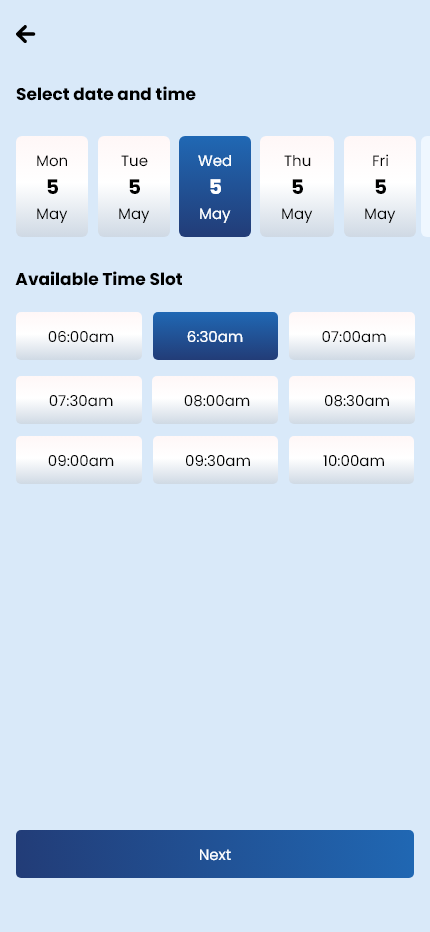 Select date and time
Mon Tue Wed Thu Fri
5 5 5 5 5
May May May May May
Available Time Slot
06:00am 6:30am 07:00am
07:30am 08:00am 08:30am
09:00am 09:30am 10:00am
Next